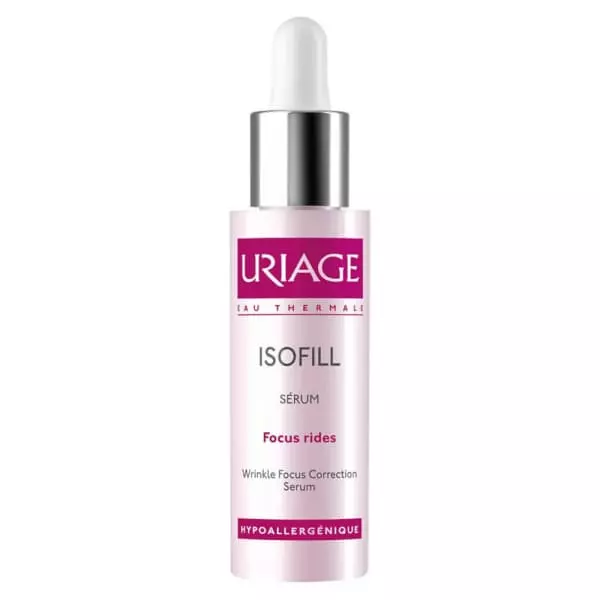 URIAGE
EAU THERMALE
ISOFILL
SÉRUM
Focus rides
Wrinkle Focus Correction
Serum
HYPOALLERGÉNIQUE